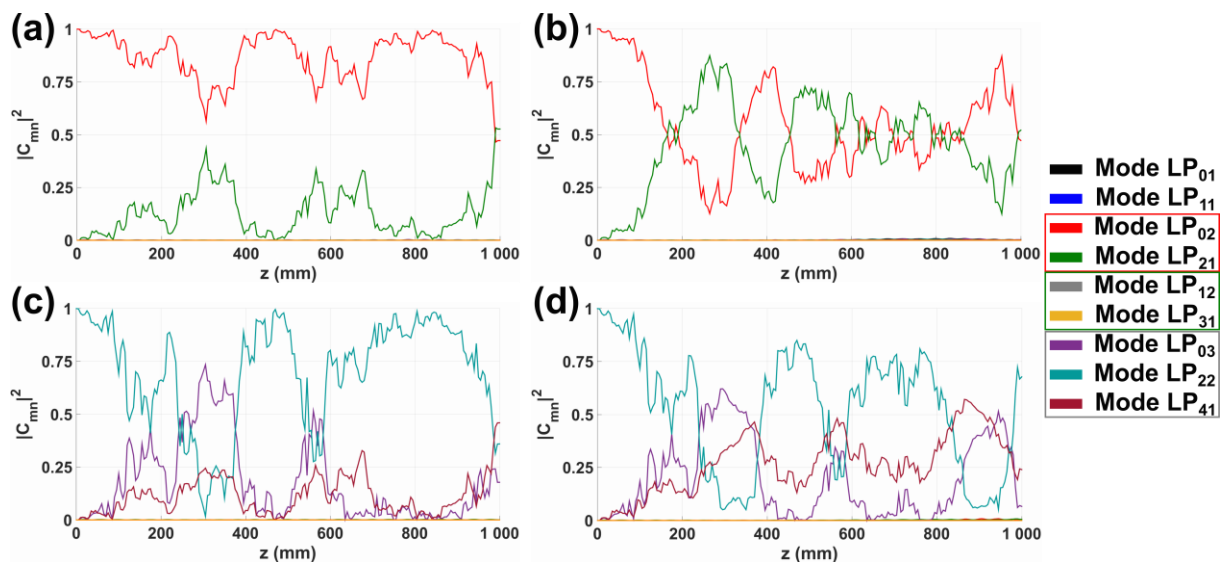 (a)
|Cmn|²
1
0.75
0.5
0.25
0
0 200 400 600 800 1 000
z (mm)
(b)
1
0.75
0.5
0.25
0
0 200 400 600 800 1 000
z (mm)
(c)
|Cmn|²
1
0.75
0.5
0.25
0
0 200 400 600 800 1 000
z (mm)
(d)
1
0.75
0.5
0.25
0
0 200 400 600 800 1 000
z (mm)
Mode LP₀₁
Mode LP₁₁
Mode LP₀₂
Mode LP₂₁
Mode LP₁₂
Mode LP₃₁
Mode LP₀₃
Mode LP₂₂
Mode LP₄₁